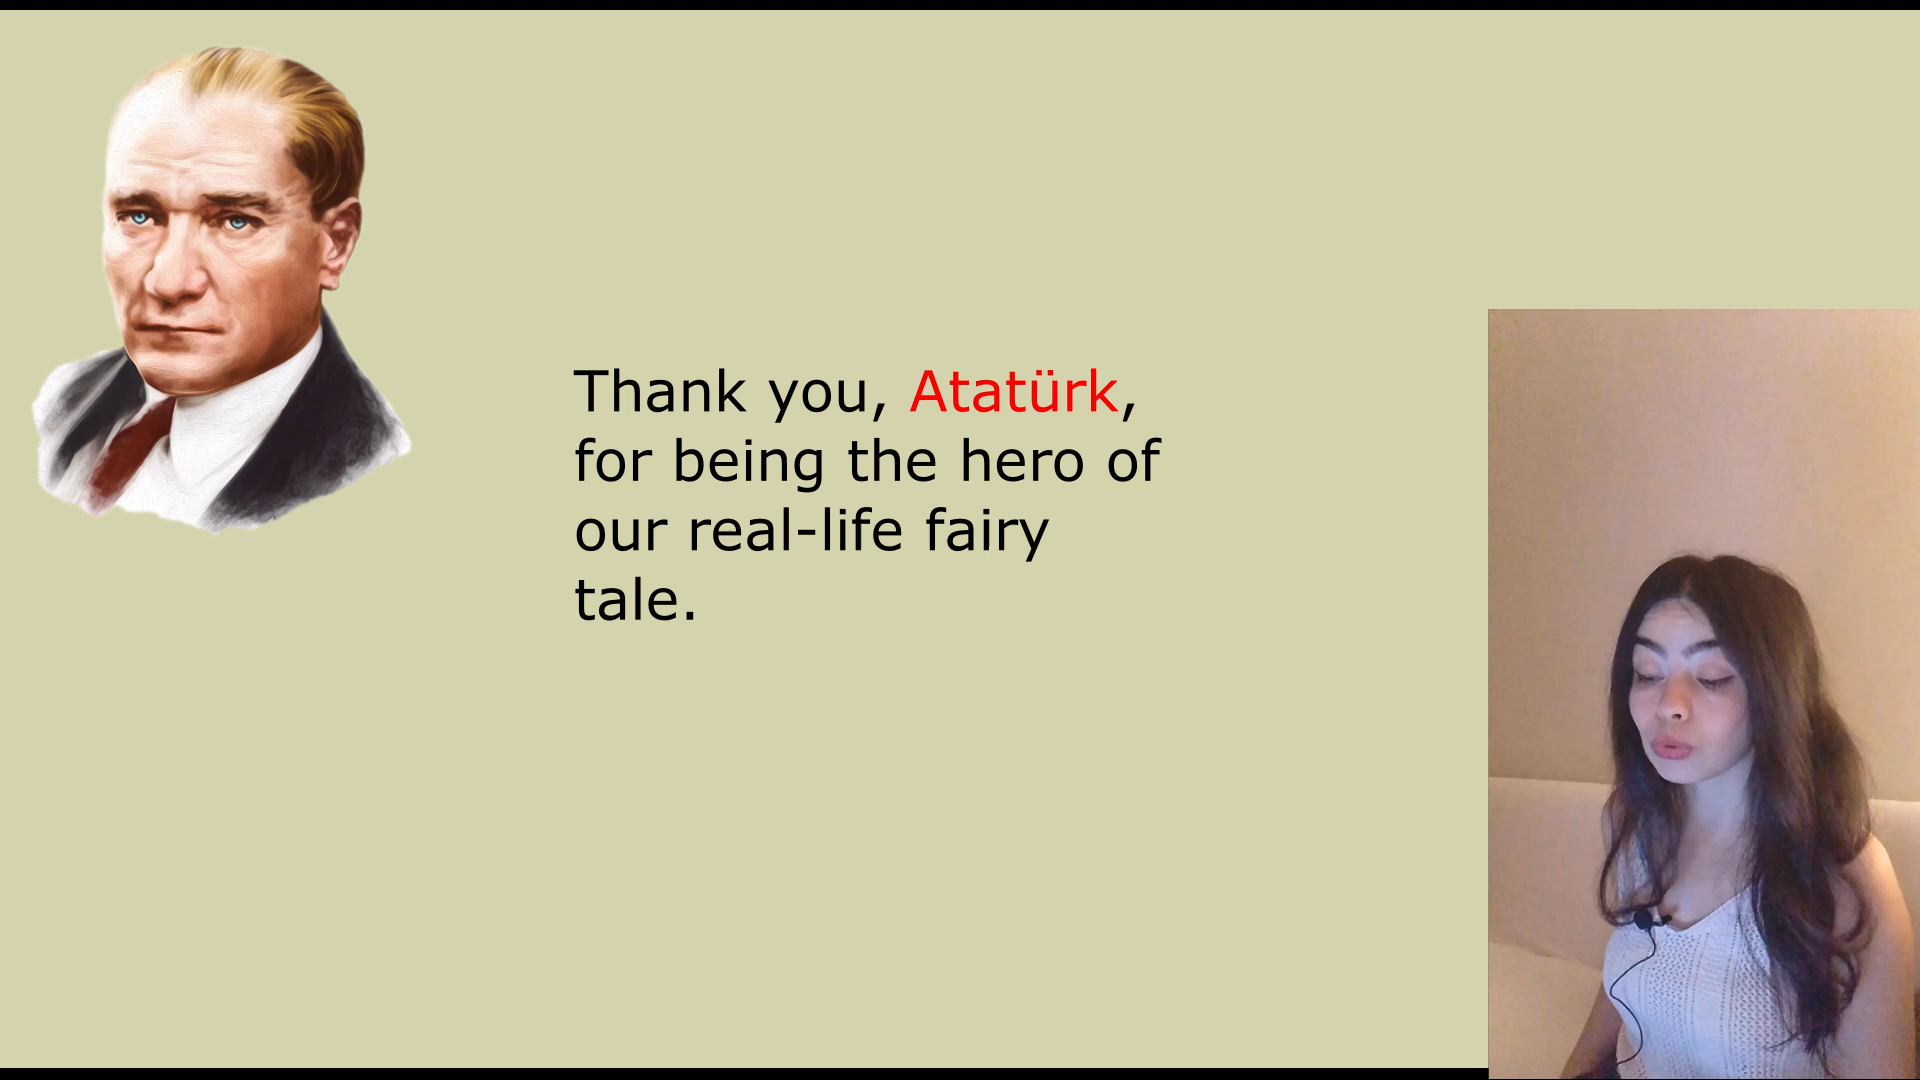 Thank you, Atatürk,
for being the hero of
our real-life fairy
tale.